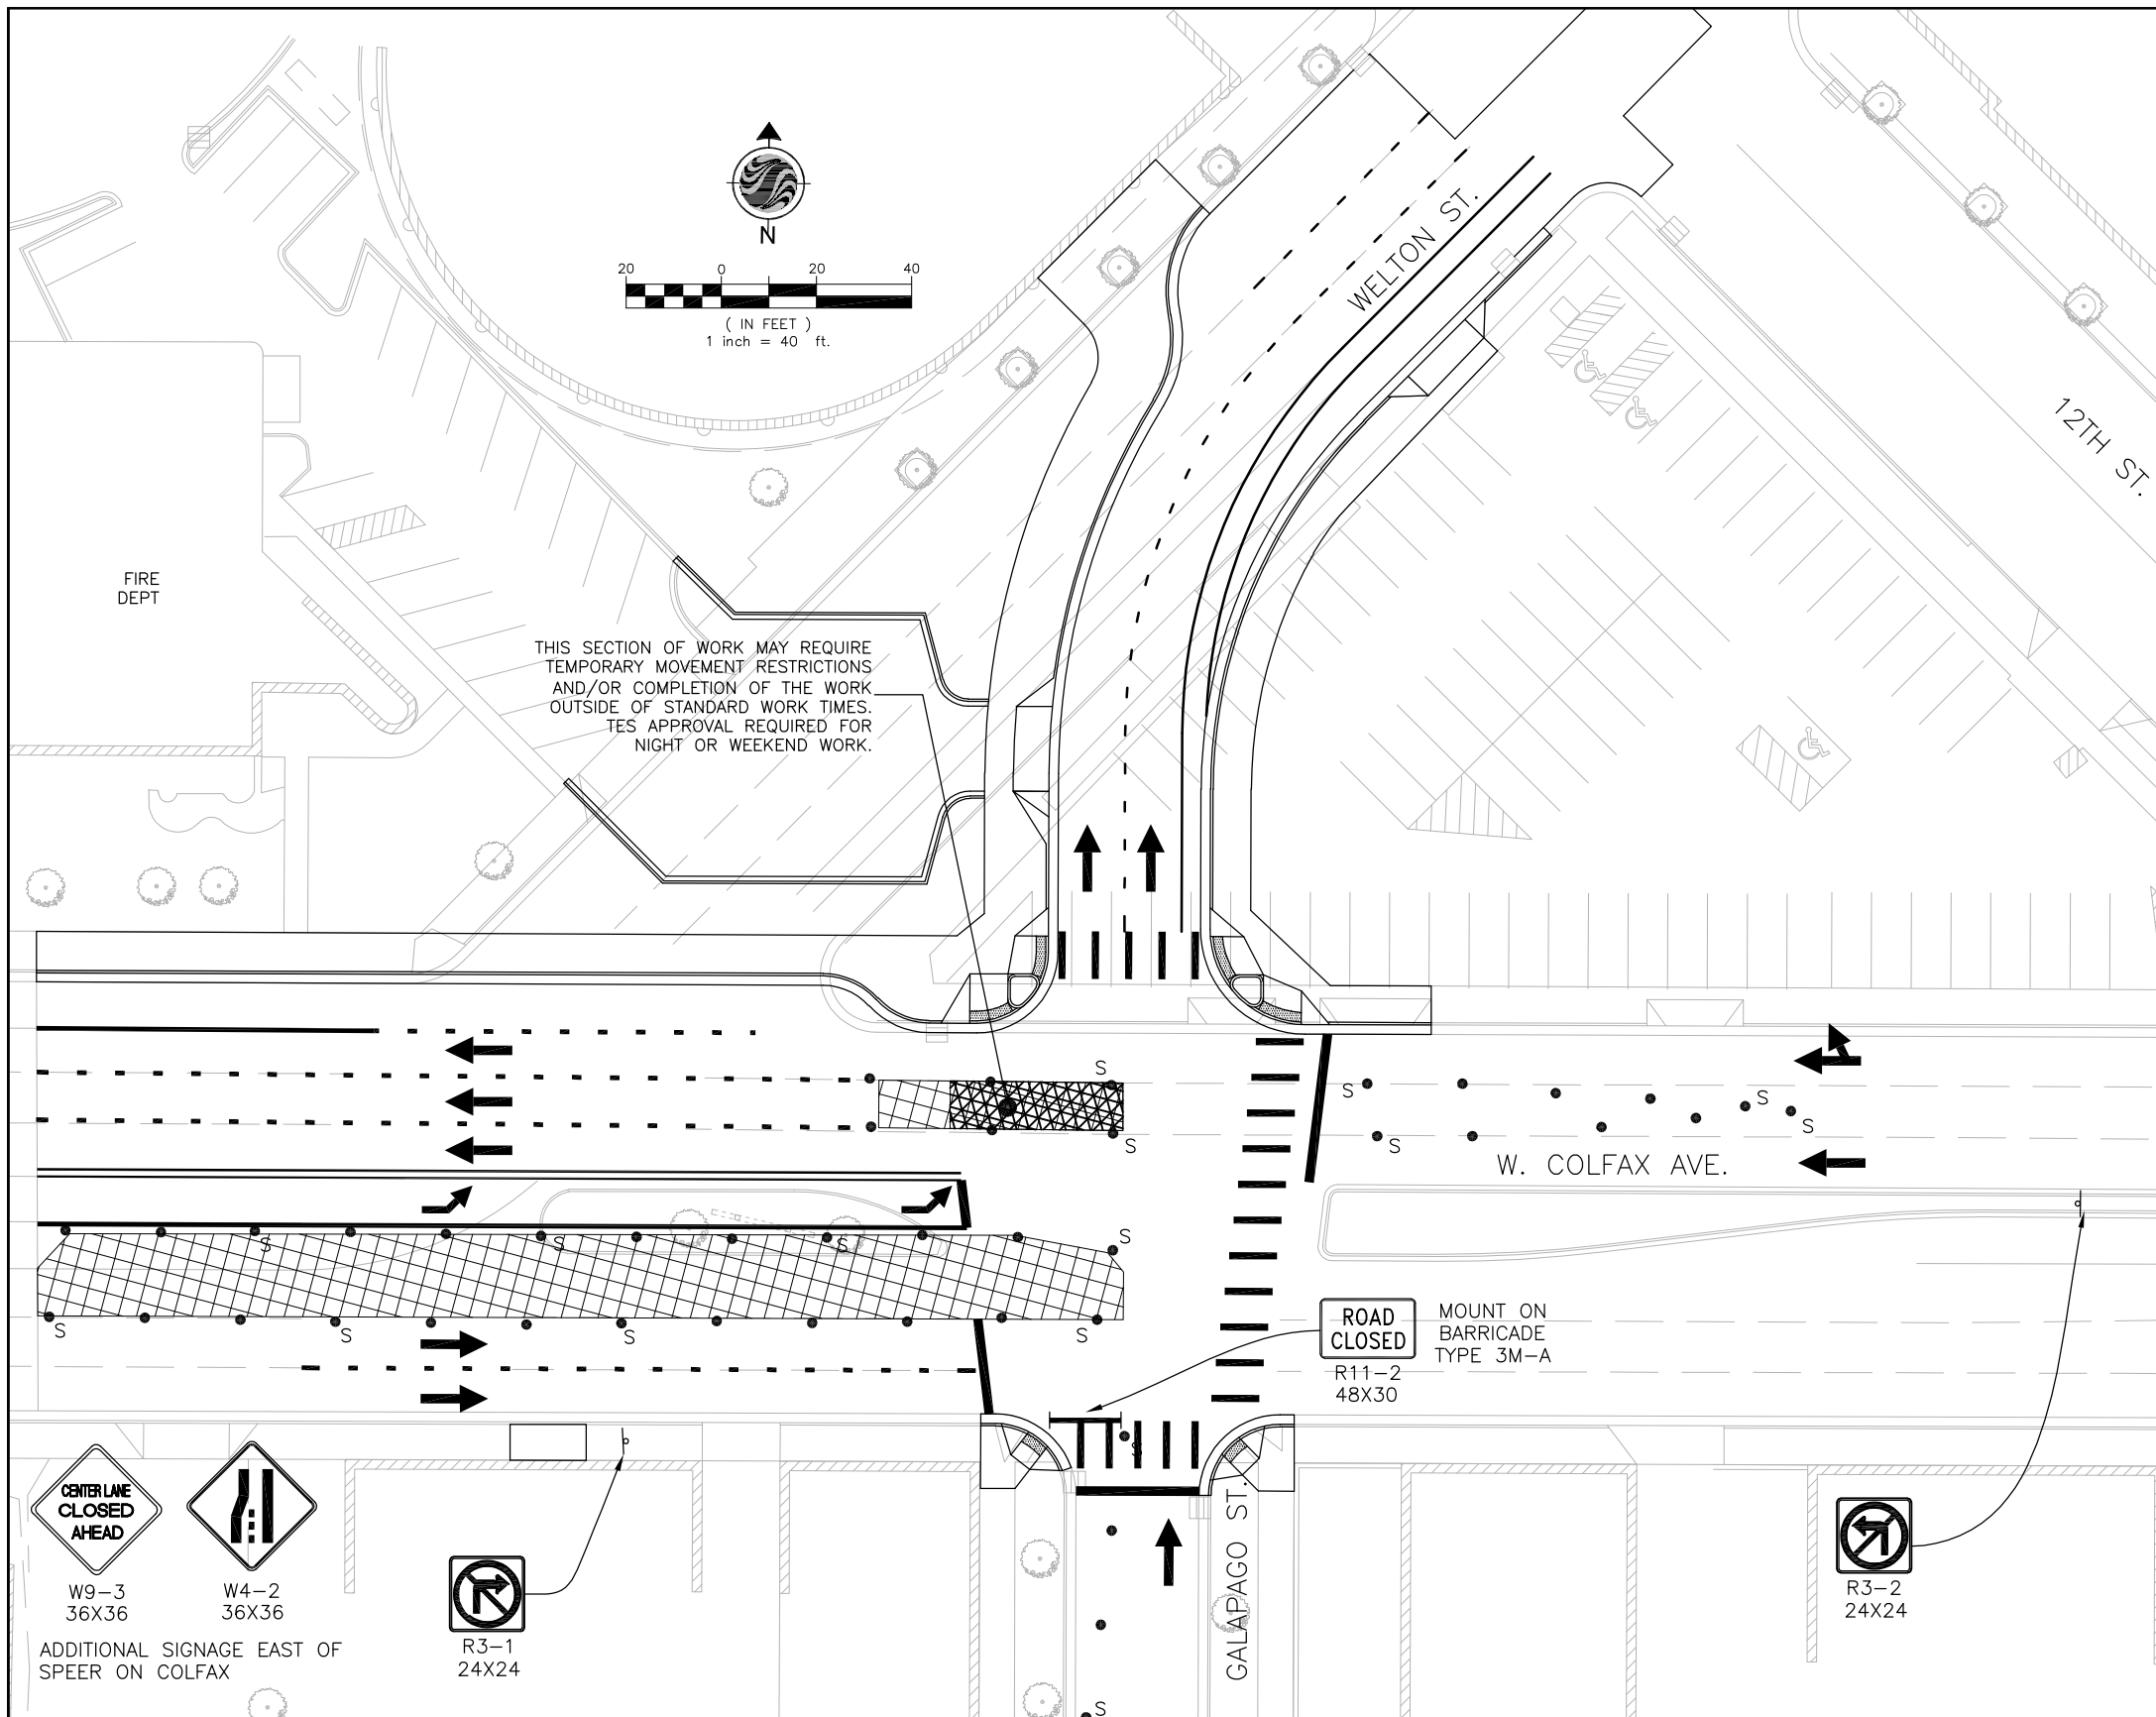 N
20 0 20 40
( IN FEET )
1 inch = 40 ft.
WELTON ST.
12TH ST.
FIRE
DEPT
THIS SECTION OF WORK MAY REQUIRE
TEMPORARY MOVEMENT RESTRICTIONS
AND/OR COMPLETION OF THE WORK
OUTSIDE OF STANDARD WORK TIMES.
TES APPROVAL REQUIRED FOR
NIGHT OR WEEKEND WORK.
S
S
S
S
S
S
W. COLFAX AVE.
S
S
S
S
S
S
S
S
ROAD
CLOSED
R11-2
48X30
MOUNT ON
BARRICADE
TYPE 3M-A
S
GALAPAGO ST.
S
CENTER LANE
CLOSED
AHEAD
W9-3
36X36
W4-2
36X36
ADDITIONAL SIGNAGE EAST OF
SPEER ON COLFAX
R3-1
24X24
R3-2
24X24